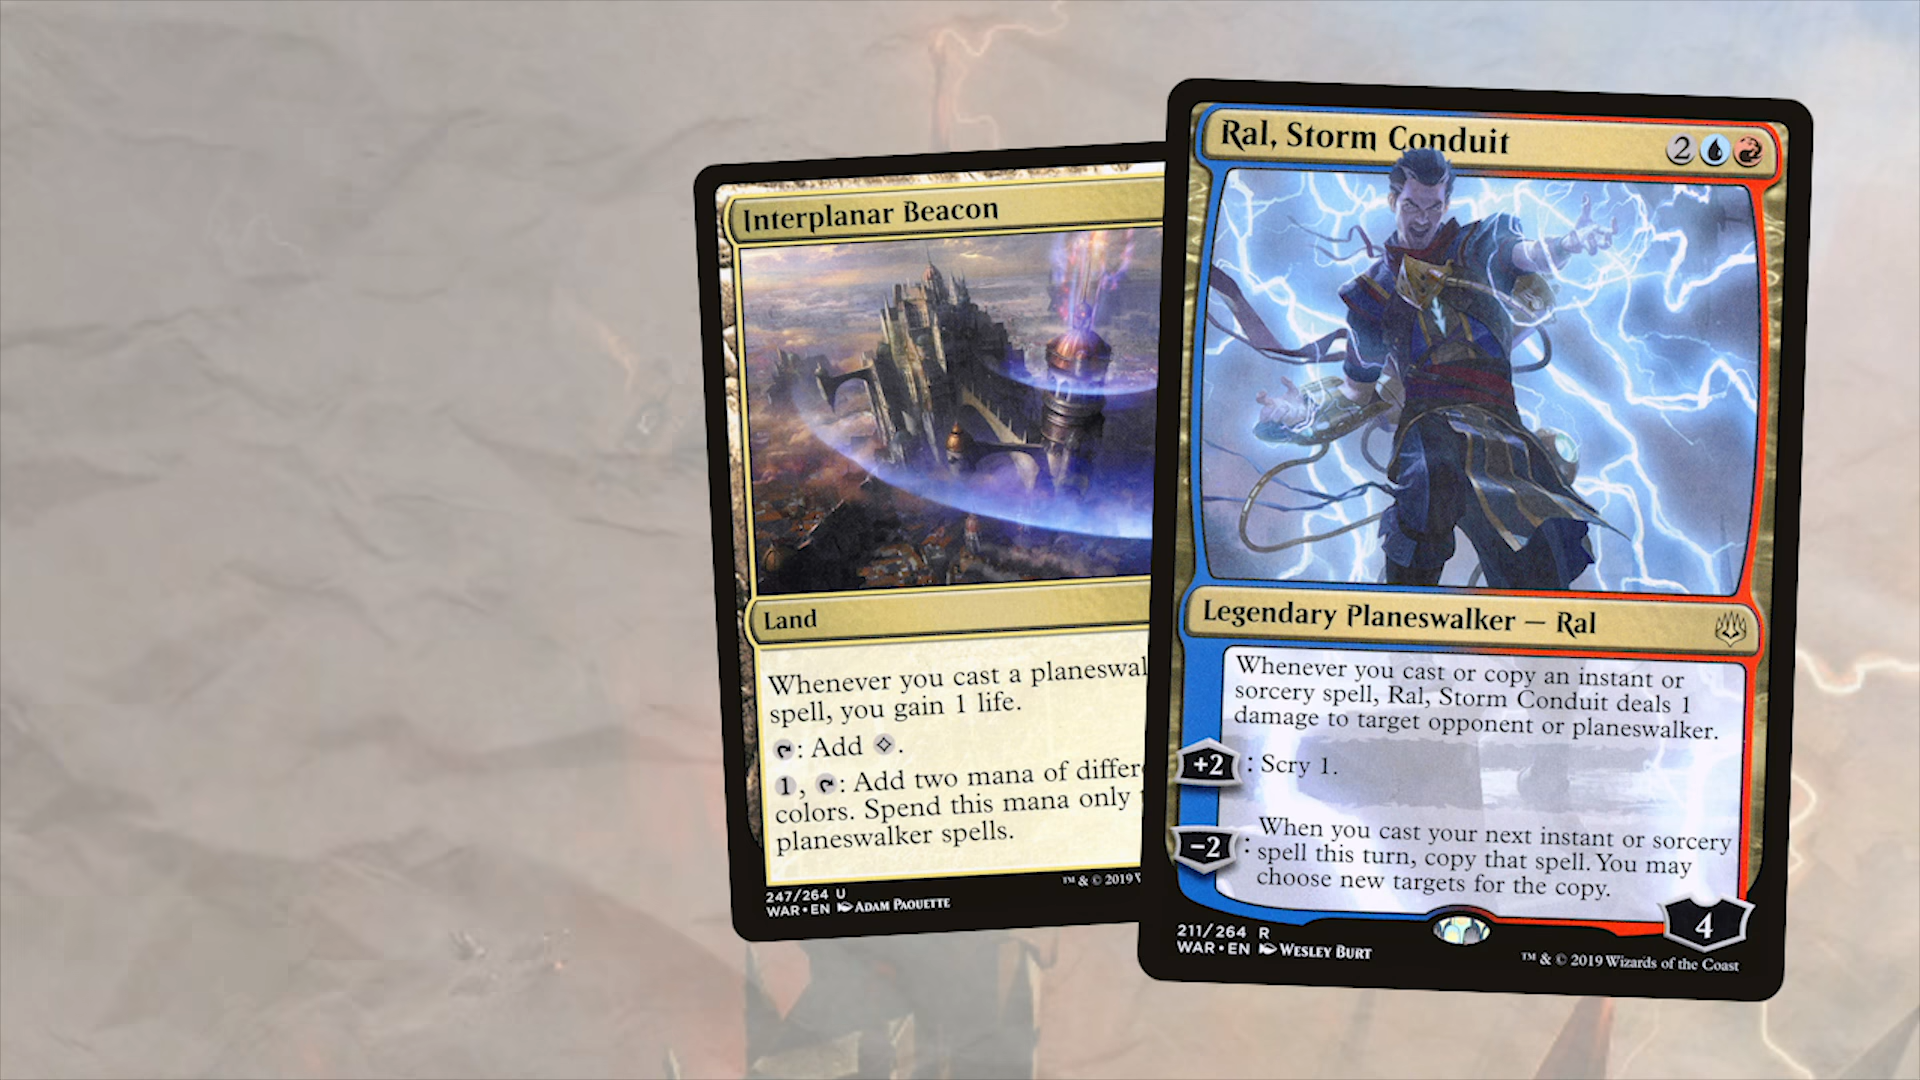 Interplanar Beacon
Land
Whenever you cast a planeswal
spell, you gain 1 life.
: Add ◇.
1, : Add two mana of differ
colors. Spend this mana only
planeswalker spells.
247/264 U
WAR • EN ADAM PAQUETTE
™ & © 2019
Ral, Storm Conduit
2
Legendary Planeswalker — Ral
Whenever you cast or copy an instant or
sorcery spell, Ral, Storm Conduit deals 1
damage to target opponent or planeswalker.
+2 : Scry 1.
−2 : When you cast your next instant or sorcery
spell this turn, copy that spell. You may
choose new targets for the copy.
4
211/264 R
WAR • EN WESLEY BURT
™ & © 2019 Wizards of the Coast